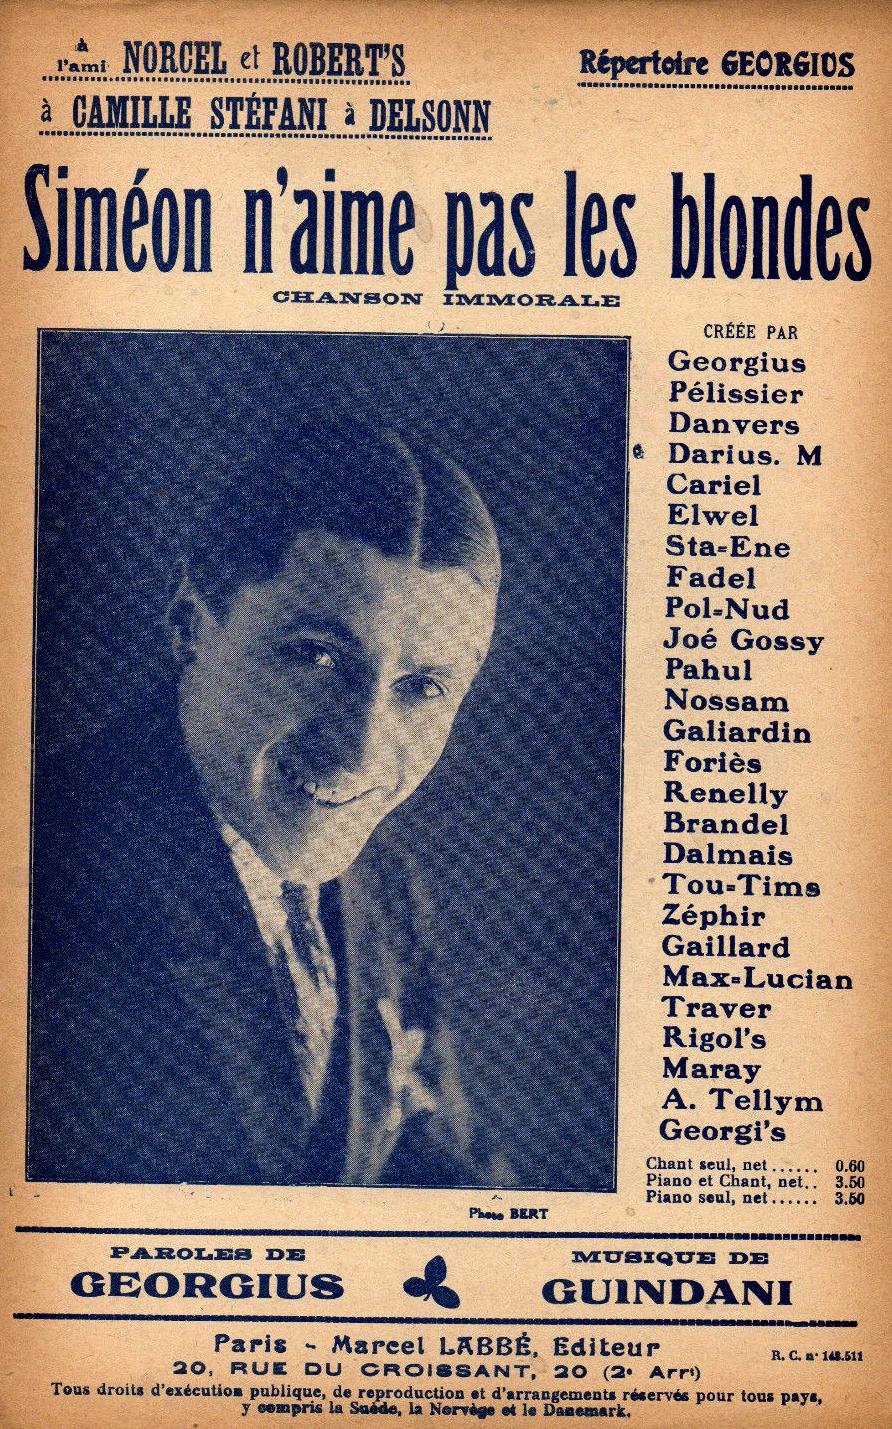 à
l'ami NORCEL et ROBERT'S
à CAMILLE STÉFANI à DELSONN
Répertoire GEORGIUS
Siméon n'aime pas les blondes
CHANSON IMMORALE
CRÉÉE PAR
Georgius
Pélissier
Danvers
Darius. M
Cariel
Elwel
Sta=Ene
Fadel
Pol=Nud
Joé Gossy
Pahul
Nossam
Galiardin
Foriès
Renelly
Brandel
Dalmais
Tou=Tims
Zéphir
Gaillard
Max=Lucian
Traver
Rigol's
Maray
A. Tellym
Georgi's
Chant seul, net ...... 0.60
Piano et Chant, net.. 3.50
Piano seul, net ...... 3.50
Photo BERT
PAROLES DE
GEORGIUS
MUSIQUE DE
GUINDANI
Paris - Marcel LABBÉ, Editeur
20, RUE DU CROISSANT, 20 (2e Arrt)
R. C. n° 148.511
Tous droits d'exécution publique, de reproduction et d'arrangements réservés pour tous pays,
y compris la Suède, la Norvège et le Danemark.